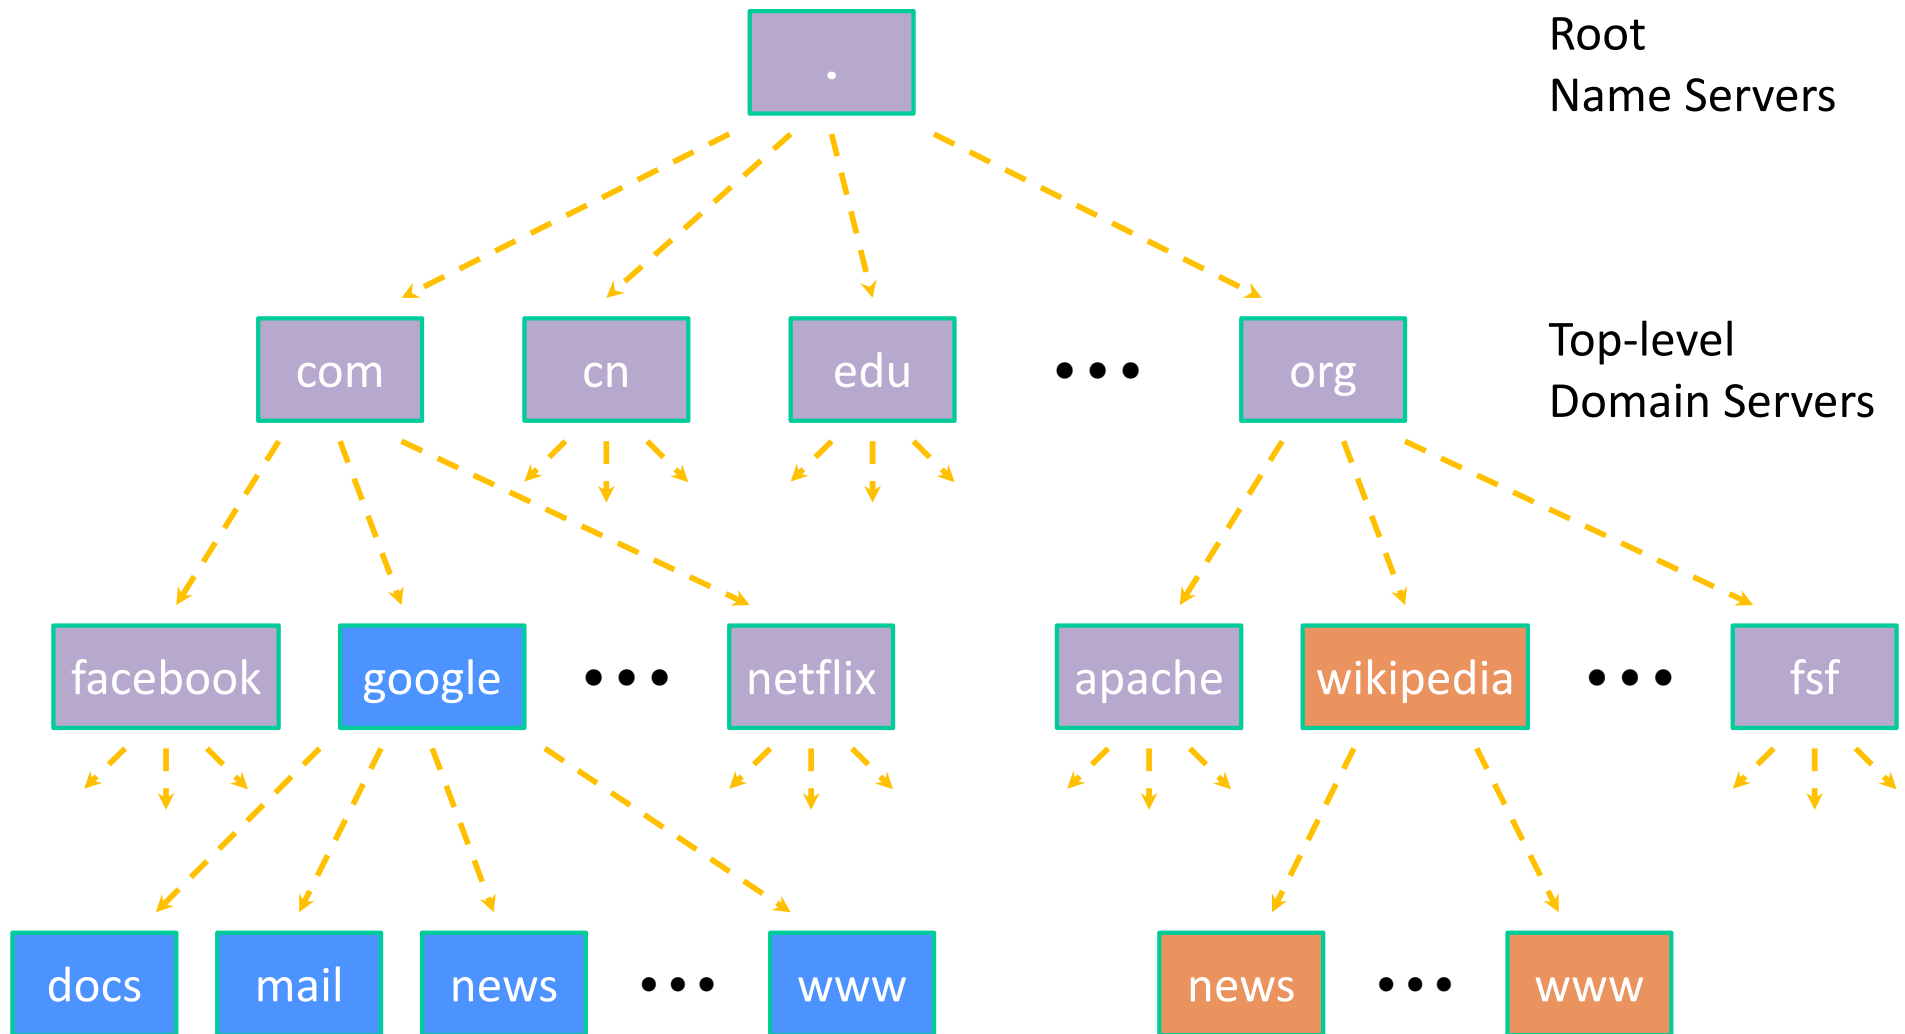 .
Root
Name Servers
com
cn
edu
•••
org
Top-level
Domain Servers
facebook
google
•••
netflix
apache
wikipedia
•••
fsf
docs
mail
news
•••
www
news
•••
www